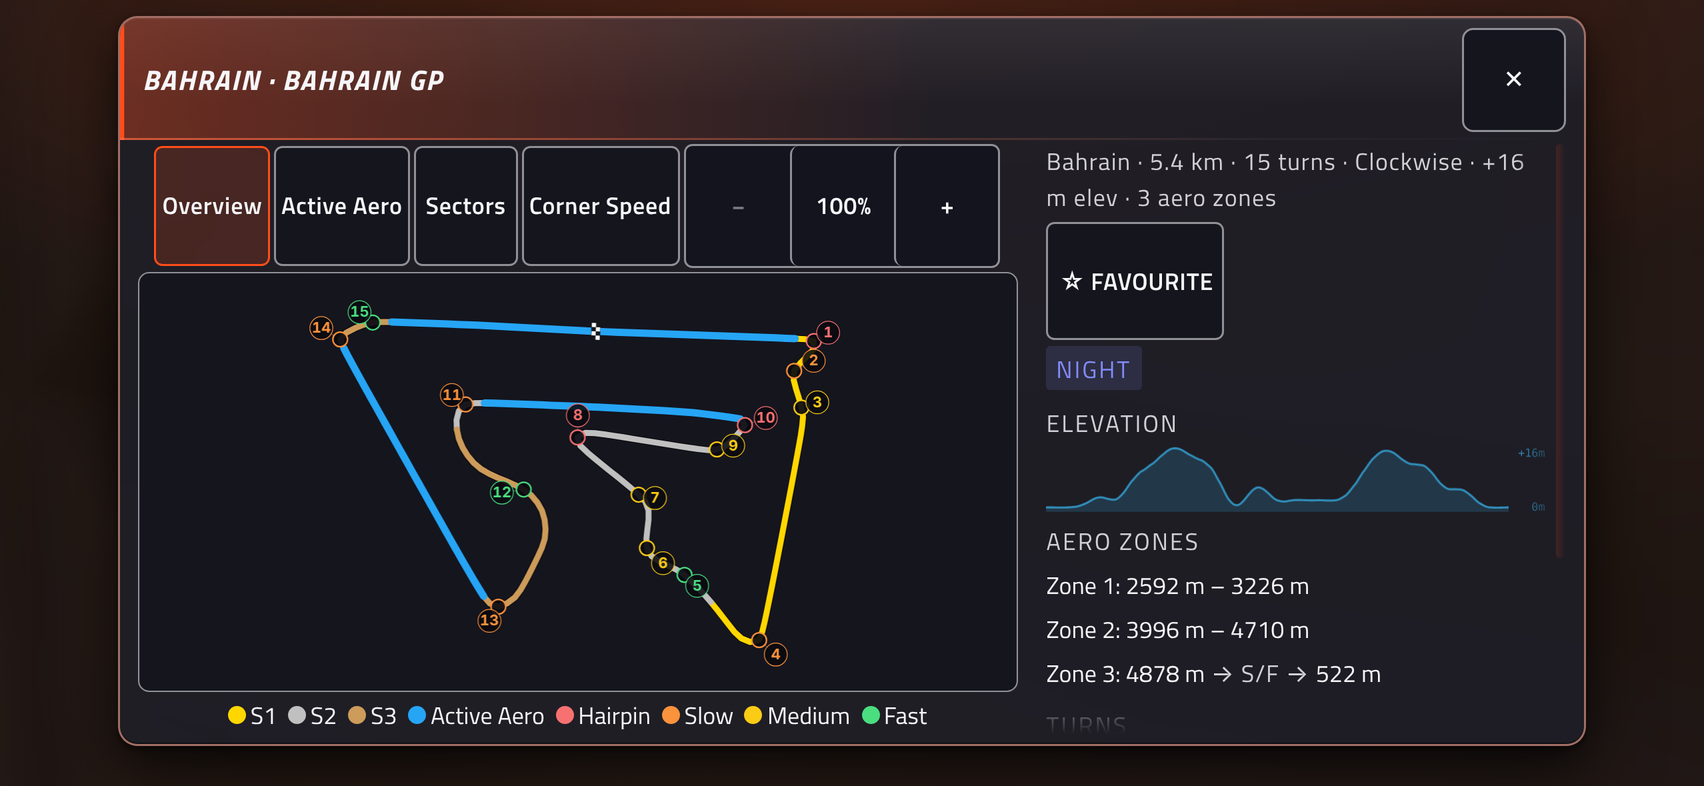 BAHRAIN · BAHRAIN GP
✕
Overview
Active Aero
Sectors
Corner Speed
−
100%
+
Bahrain · 5.4 km · 15 turns · Clockwise · +16
m elev · 3 aero zones
☆ FAVOURITE
NIGHT
ELEVATION
+16m
0m
AERO ZONES
Zone 1: 2592 m – 3226 m
Zone 2: 3996 m – 4710 m
Zone 3: 4878 m → S/F → 522 m
TURNS
15
14
1
2
3
11
8
10
9
12
7
6
5
13
4
S1 S2 S3 Active Aero Hairpin Slow Medium Fast